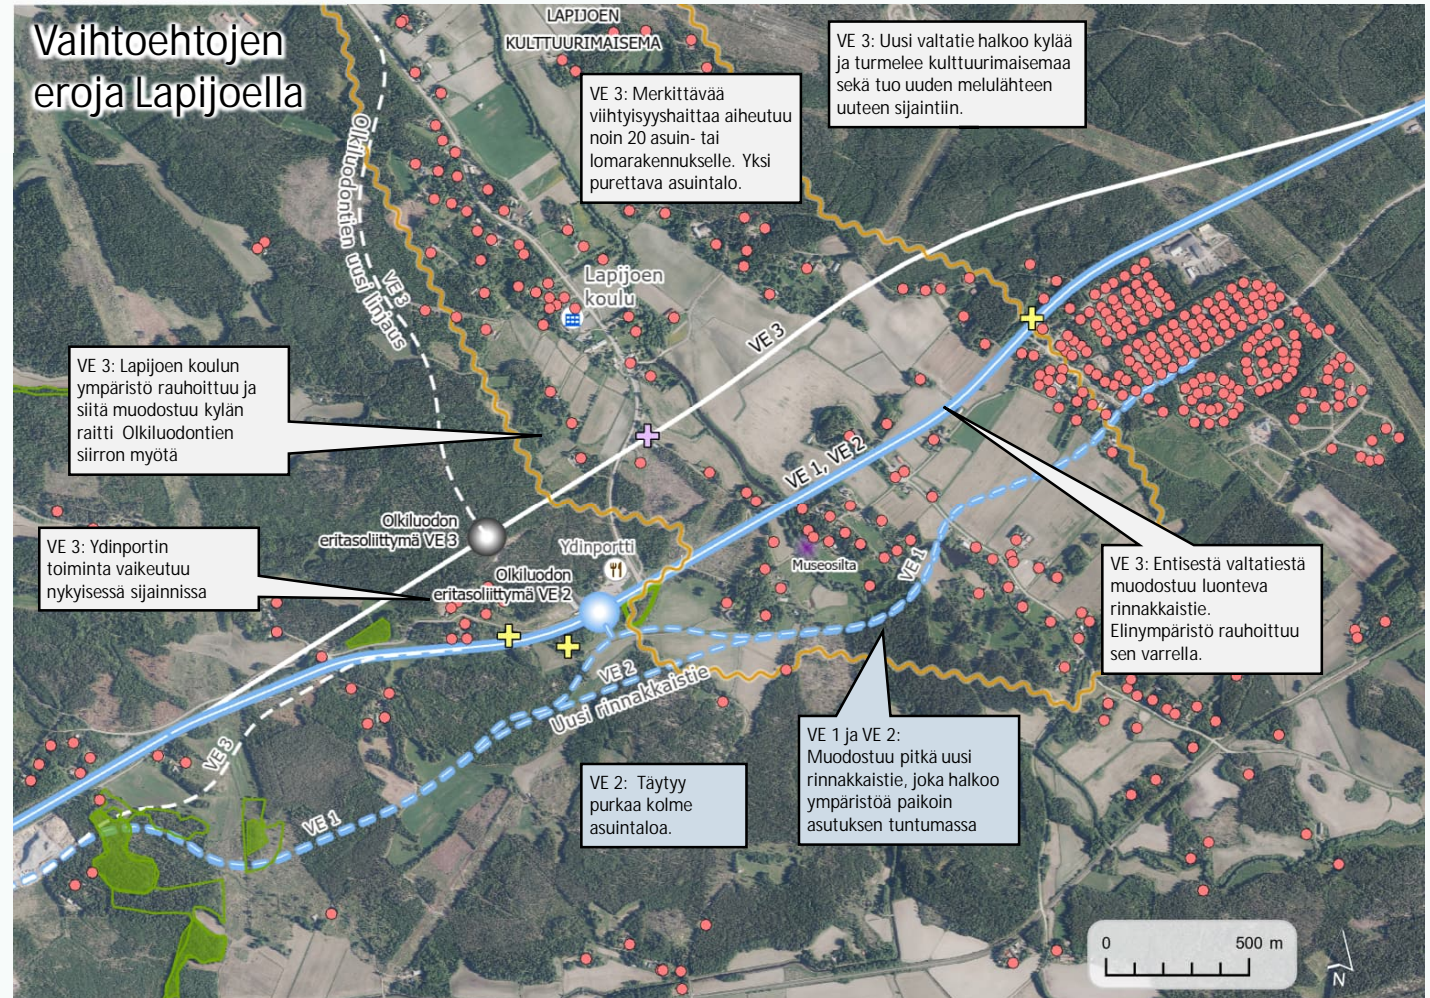 Vaihtoehtojen
eroja Lapijoella
LAPIJOEN
KULTTUURIMAISEMA
VE 3: Merkittävää
viihtyisyyshaittaa aiheutuu
noin 20 asuin- tai
lomarakennukselle. Yksi
purettava asuintalo.
VE 3: Uusi valtatie halkoo kylää
ja turmelee kulttuurimaisemaa
sekä tuo uuden melulähteen
uuteen sijaintiin.
Olkiluodontien uusi linjaus
VE 3
Lapijoen
koulu
VE 3
VE 3: Lapijoen koulun
ympäristö rauhoittuu ja
siitä muodostuu kylän
raitti Olkiluodontien
siirron myötä
VE 1, VE 2
Olkiluodon
eritasoliittymä VE 3
VE 3: Ydinportin
toiminta vaikeutuu
nykyisessä sijainnissa
Ydinportti
Olkiluodon
eritasoliittymä VE 2
Museosilta
VE 1
VE 3: Entisestä valtatiestä
muodostuu luonteva
rinnakkaistie.
Elinympäristö rauhoittuu
sen varrella.
VE 2
Uusi rinnakkaistie
VE 3
VE 1
VE 2: Täytyy
purkaa kolme
asuintaloa.
VE 1 ja VE 2:
Muodostuu pitkä uusi
rinnakkaistie, joka halkoo
ympäristöä paikoin
asutuksen tuntumassa
0 500 m
N